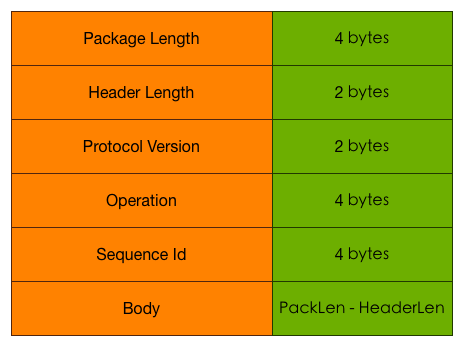 Package Length 4 bytes
Header Length 2 bytes
Protocol Version 2 bytes
Operation 4 bytes
Sequence Id 4 bytes
Body PackLen - HeaderLen